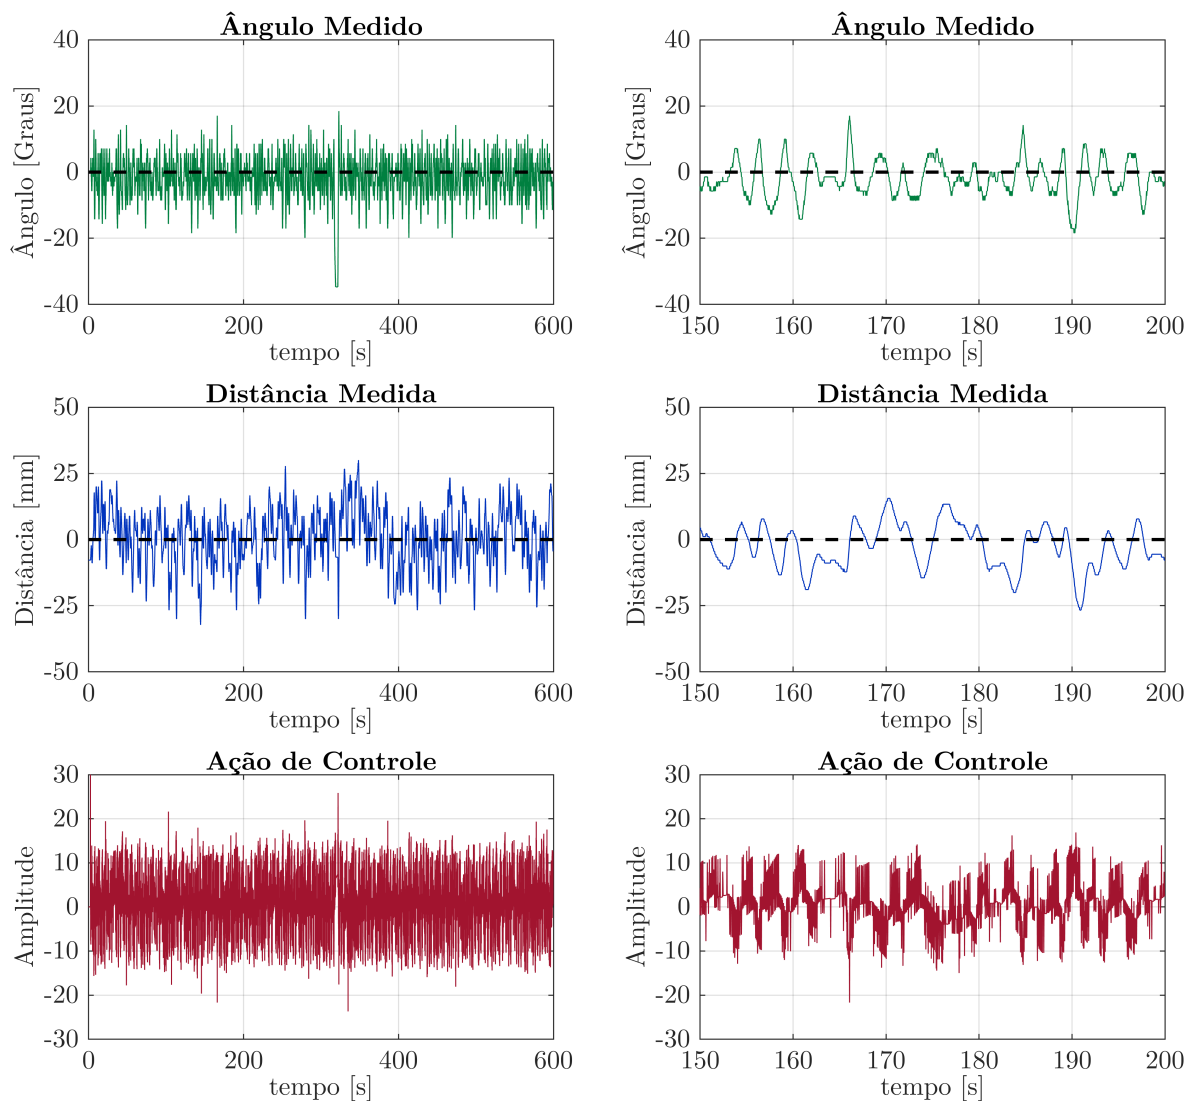 Ângulo Medido
Ângulo [Graus]
40
20
0
-20
-40
0 200 400 600
tempo [s]
Ângulo Medido
Ângulo [Graus]
40
20
0
-20
-40
150 160 170 180 190 200
tempo [s]
Distância Medida
Distância [mm]
50
25
0
-25
-50
0 200 400 600
tempo [s]
Distância Medida
Distância [mm]
50
25
0
-25
-50
150 160 170 180 190 200
tempo [s]
Ação de Controle
Amplitude
30
20
10
0
-10
-20
-30
0 200 400 600
tempo [s]
Ação de Controle
Amplitude
30
20
10
0
-10
-20
-30
150 160 170 180 190 200
tempo [s]